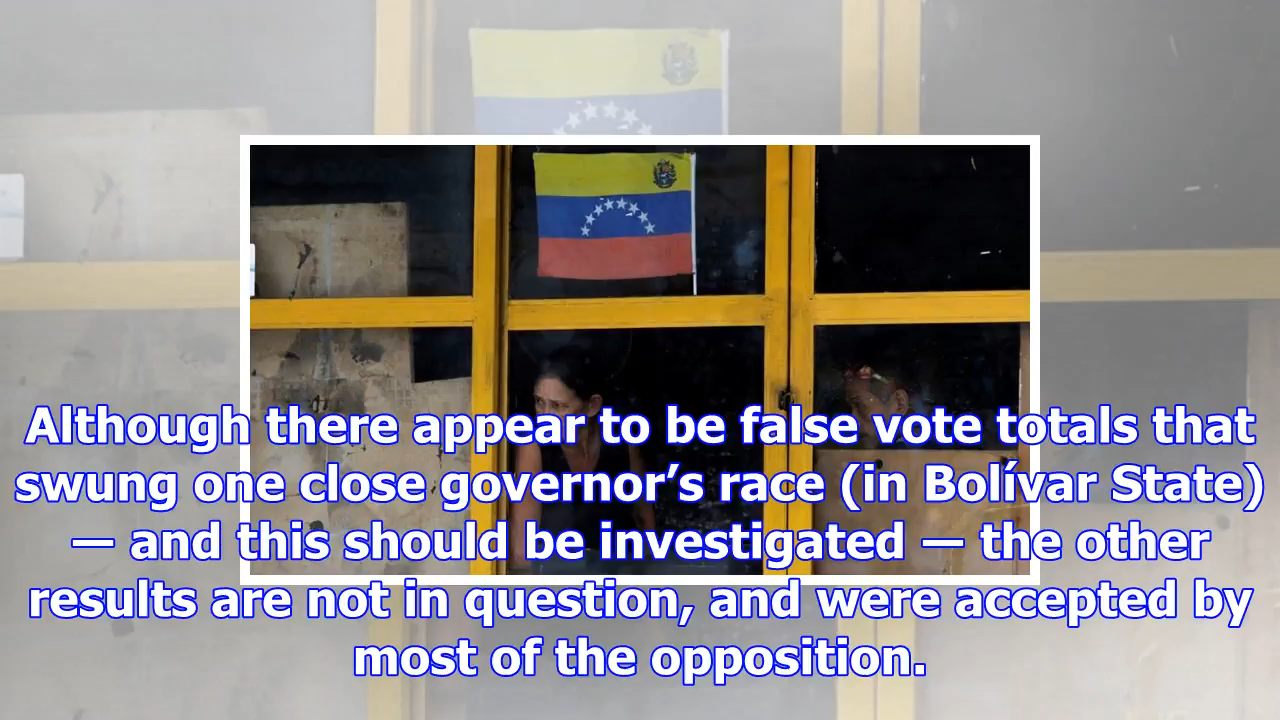 Although there appear to be false vote totals that
swung one close governor’s race (in Bolívar State)
— and this should be investigated — the other
results are not in question, and were accepted by
most of the opposition.